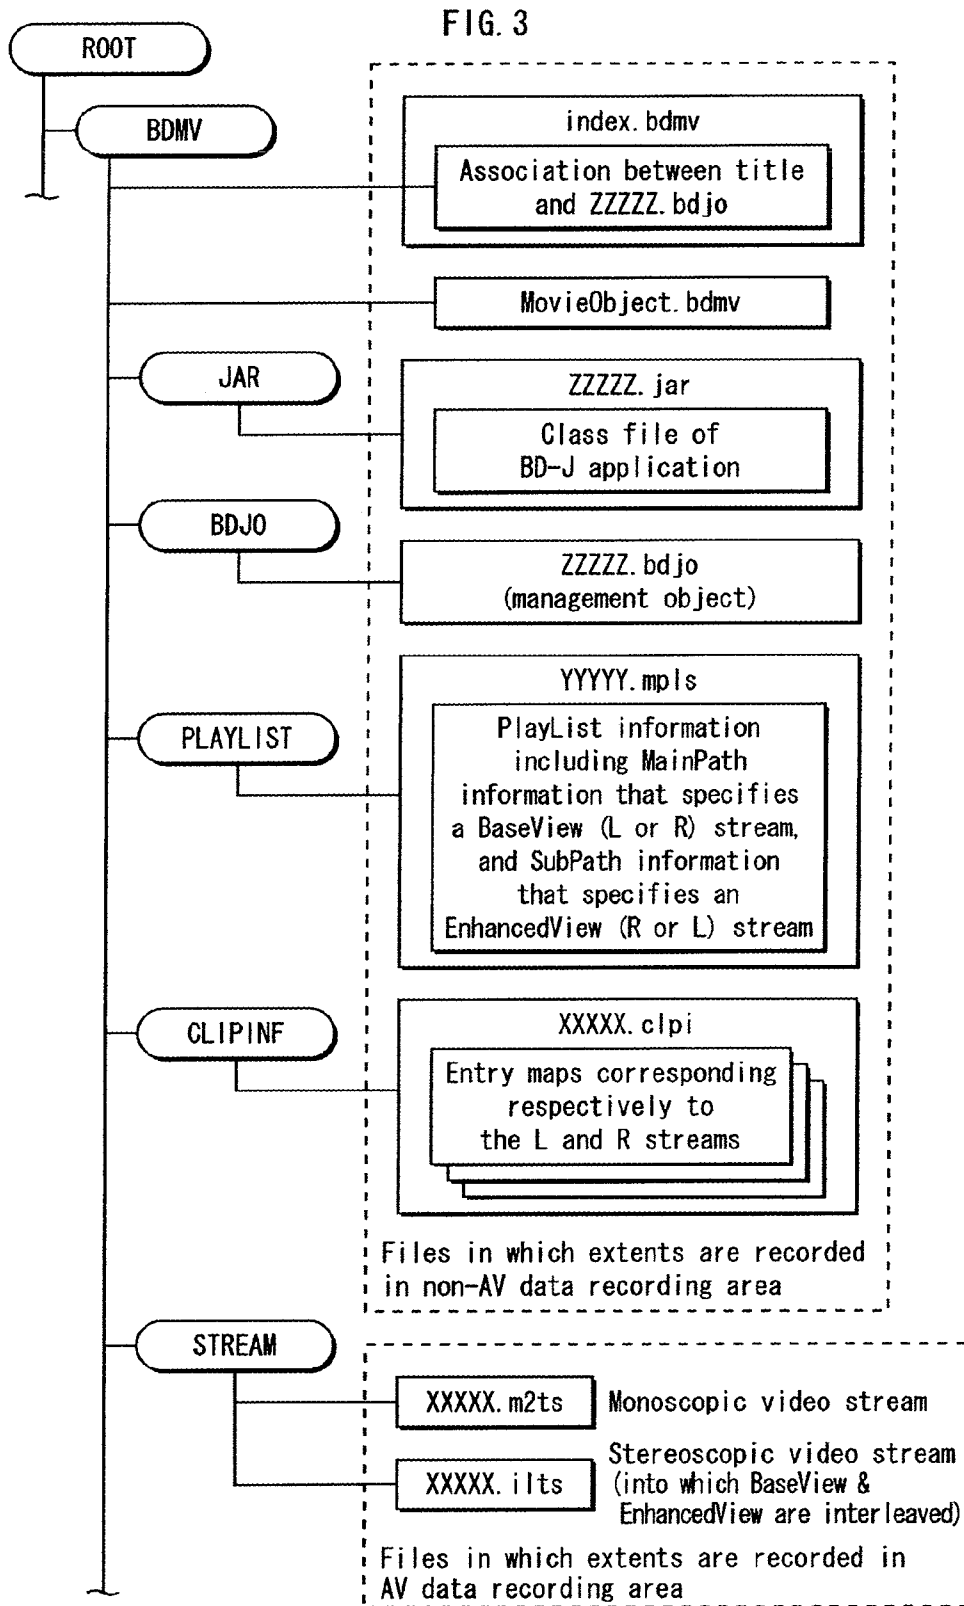 FIG. 3
ROOT
BDMV
index.bdmv
Association between title
and ZZZZZ.bdjo
MovieObject.bdmv
JAR
ZZZZZ.jar
Class file of
BD-J application
BDJO
ZZZZZ.bdjo
(management object)
PLAYLIST
YYYYY.mpls
PlayList information
including MainPath
information that specifies
a BaseView (L or R) stream,
and SubPath information
that specifies an
EnhancedView (R or L) stream
CLIPINF
XXXXX.clpi
Entry maps corresponding
respectively to
the L and R streams
Files in which extents are recorded
in non-AV data recording area
STREAM
XXXXX.m2ts
Monoscopic video stream
XXXXX.ilts
Stereoscopic video stream
(into which BaseView &
EnhancedView are interleaved)
Files in which extents are recorded in
AV data recording area